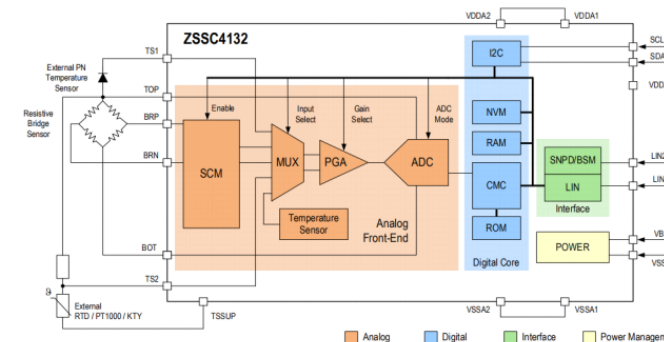 VDDA2
VDDA1
ZSSC4132
TS1
I2C
SCL
SDA
External PN
Temperature
Sensor
TOP
VDD
Enable
Input
Select
Gain
Select
ADC
Mode
Resistive
Bridge
Sensor
BRP
NVM
RAM
BRN
SCM
MUX
PGA
ADC
CMC
SNPD/BSM
LIN
LIN
Interface
Temperature
Sensor
Analog
Front-End
ROM
POWER
BOT
Digital Core
VSS
TS2
External
RTD / PT1000 / KTY
TSSUP
VSSA2
VSSA1
Analog
Digital
Interface